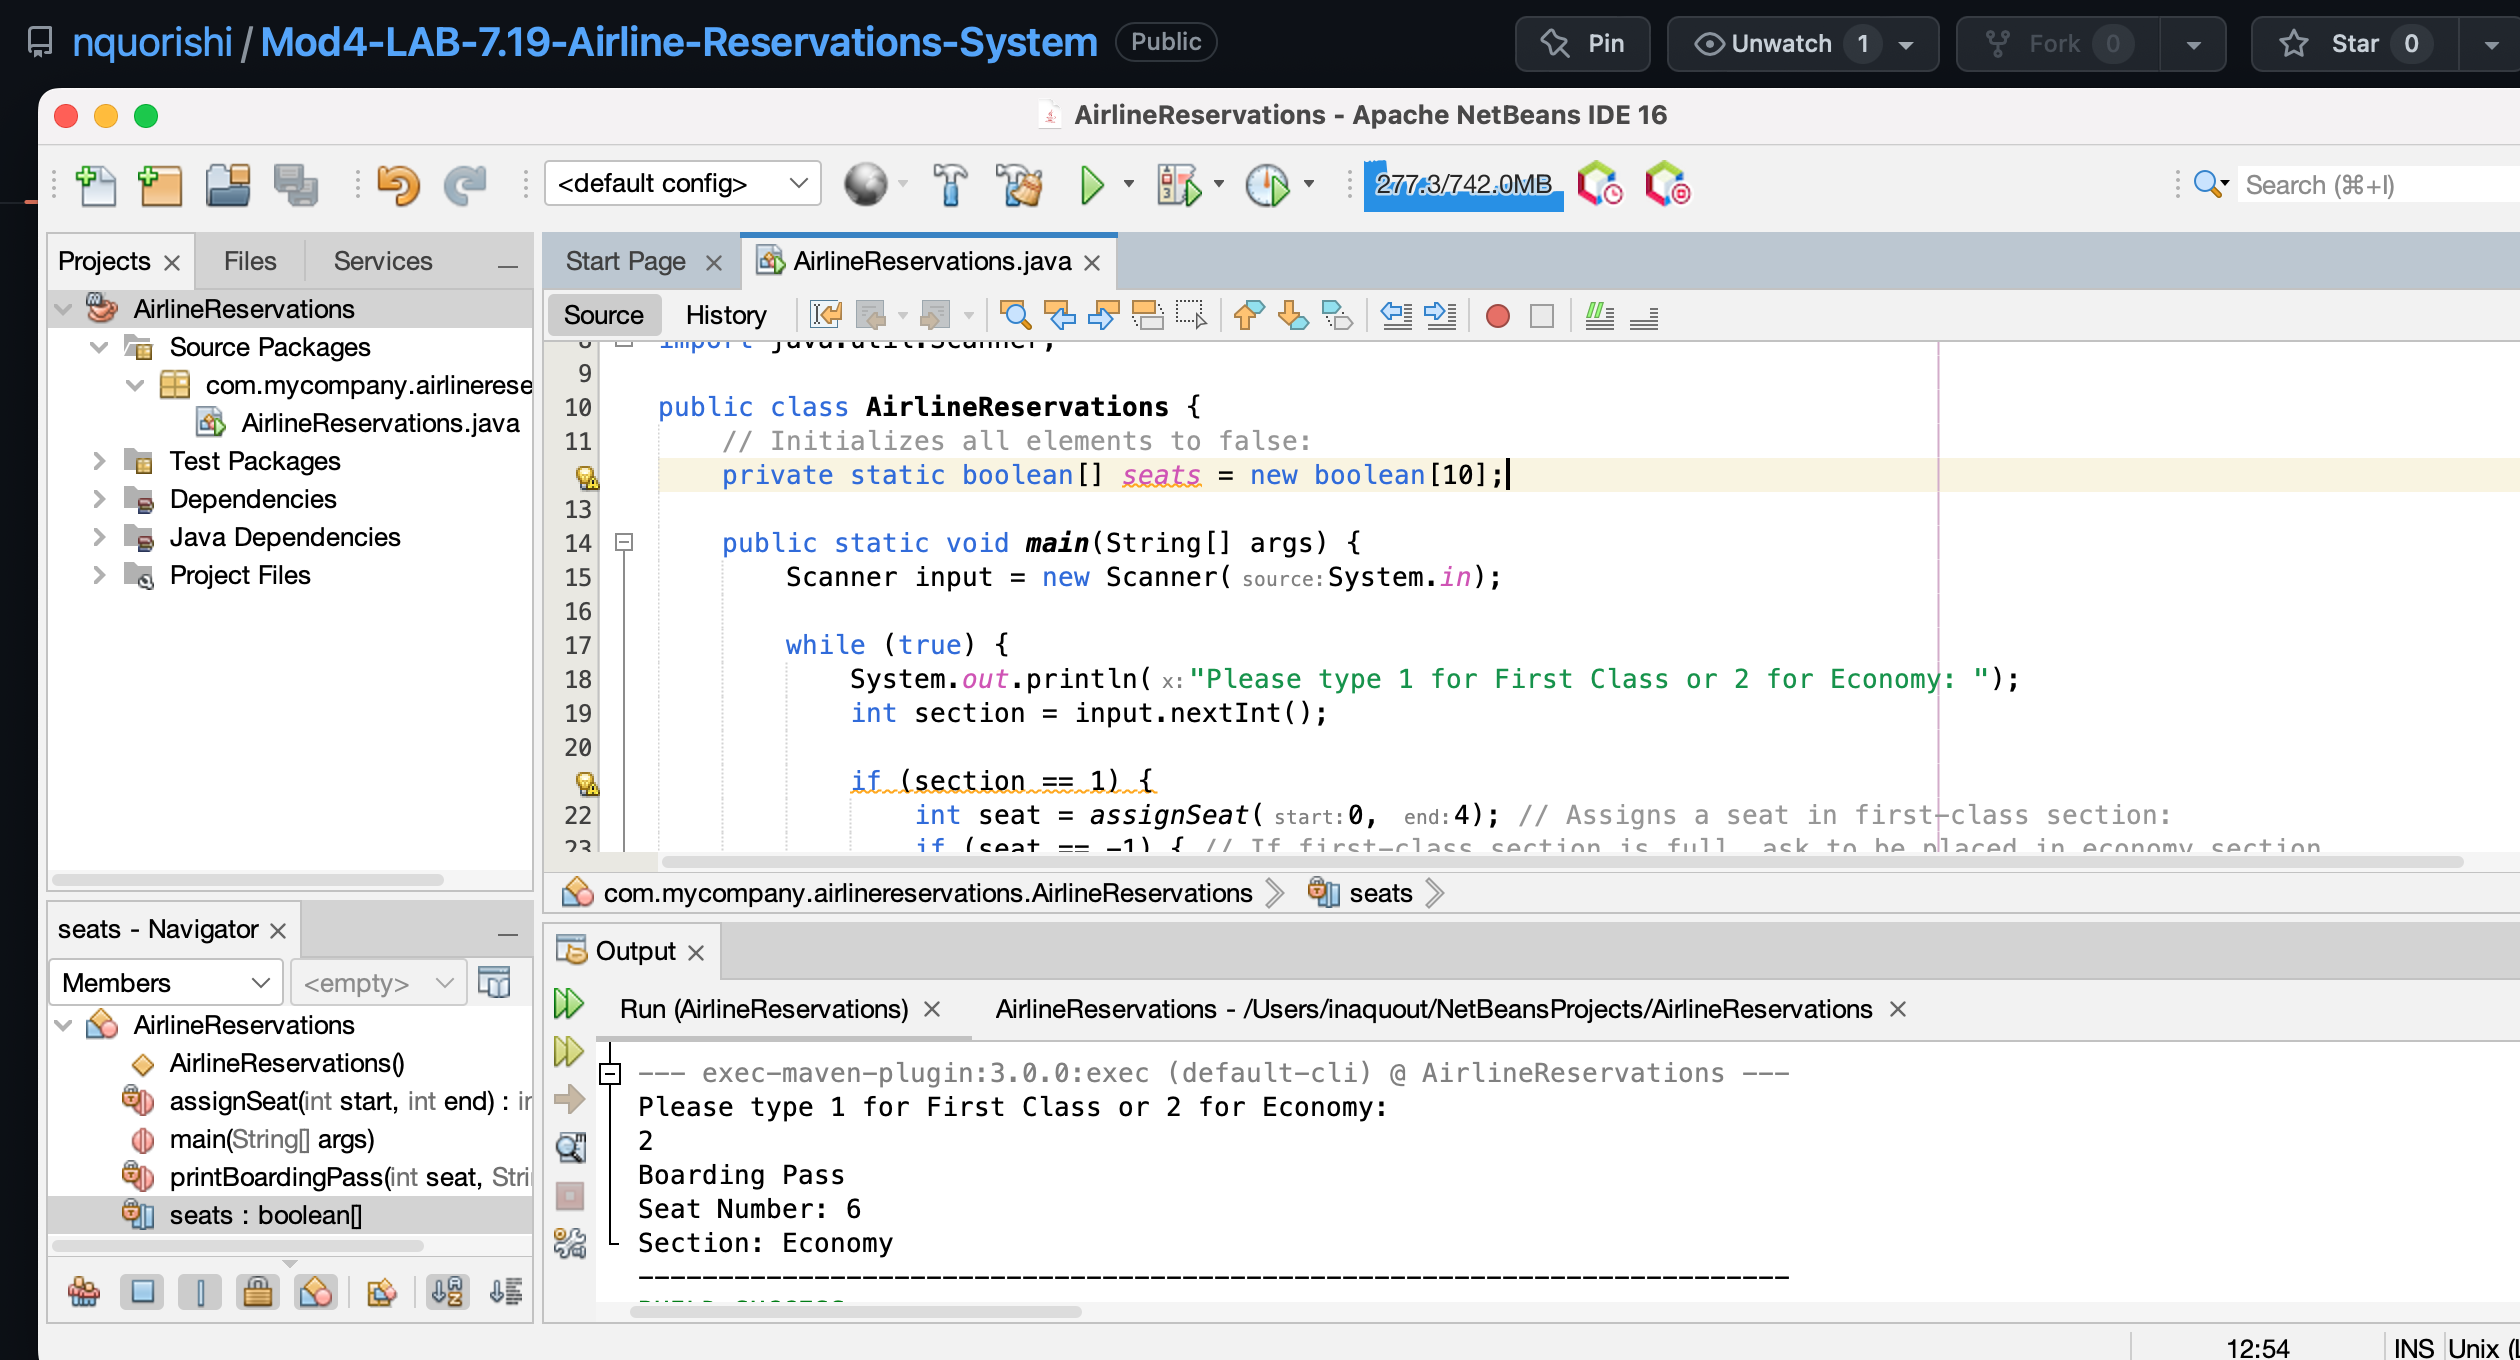 nquorishi / Mod4-LAB-7.19-Airline-Reservations-System Public Pin Unwatch 1 Fork 0 Star 0
AirlineReservations - Apache NetBeans IDE 16
<default config> 277.3/742.0MB Search (⌘+I)
Projects Files Services
AirlineReservations
Source Packages
com.mycompany.airlinerese
AirlineReservations.java
Test Packages
Dependencies
Java Dependencies
Project Files
Start Page AirlineReservations.java
Source History
8 import java.util.Scanner;
9
10 public class AirlineReservations {
11 // Initializes all elements to false:
private static boolean[] seats = new boolean[10];
13
14 public static void main(String[] args) {
15 Scanner input = new Scanner( source: System.in);
16
17 while (true) {
18 System.out.println( x: "Please type 1 for First Class or 2 for Economy: ");
19 int section = input.nextInt();
20
if (section == 1) {
22 int seat = assignSeat( start: 0, end: 4); // Assigns a seat in first-class section:
23 if (seat == -1) { // If first-class section is full, ask to be placed in economy section
com.mycompany.airlinereservations.AirlineReservations seats
seats - Navigator
Members <empty>
AirlineReservations
AirlineReservations()
assignSeat(int start, int end) : in
main(String[] args)
printBoardingPass(int seat, Stri
seats : boolean[]
Output
Run (AirlineReservations) AirlineReservations - /Users/inaquout/NetBeansProjects/AirlineReservations
--- exec-maven-plugin:3.0.0:exec (default-cli) @ AirlineReservations ---
Please type 1 for First Class or 2 for Economy:
2
Boarding Pass
Seat Number: 6
Section: Economy
------------------------------------------------------------------------
BUILD SUCCESS
12:54 INS Unix (L